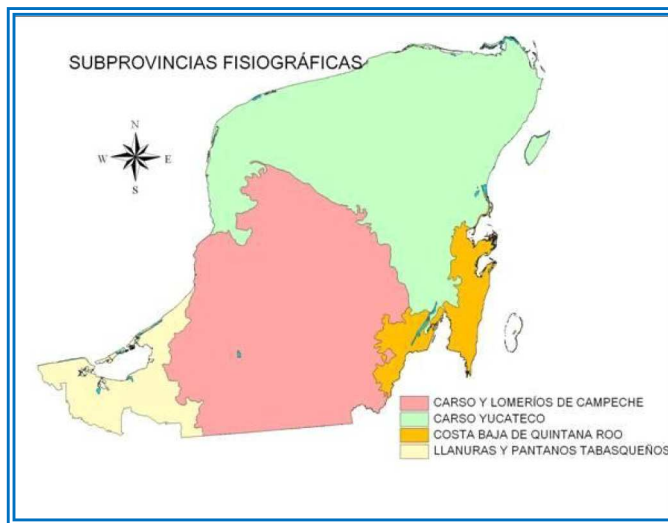 SUBPROVINCIAS FISIOGRÁFICAS
N
W E
S
CARSO Y LOMERÍOS DE CAMPECHE
CARSO YUCATECO
COSTA BAJA DE QUINTANA ROO
LLANURAS Y PANTANOS TABASQUEÑOS